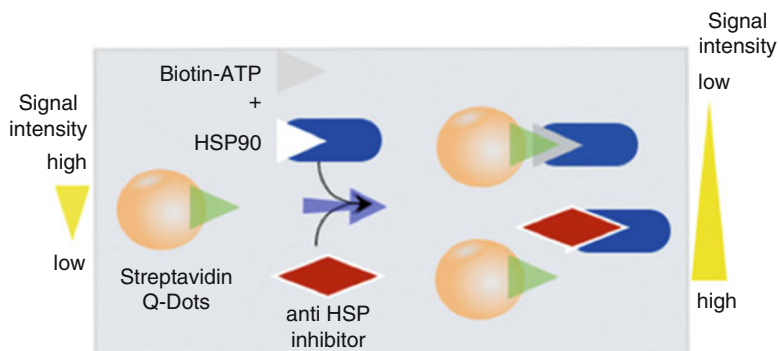 Signal
intensity
high
low
Biotin-ATP
+
HSP90
Streptavidin
Q-Dots
anti HSP
inhibitor
Signal
intensity
low
high